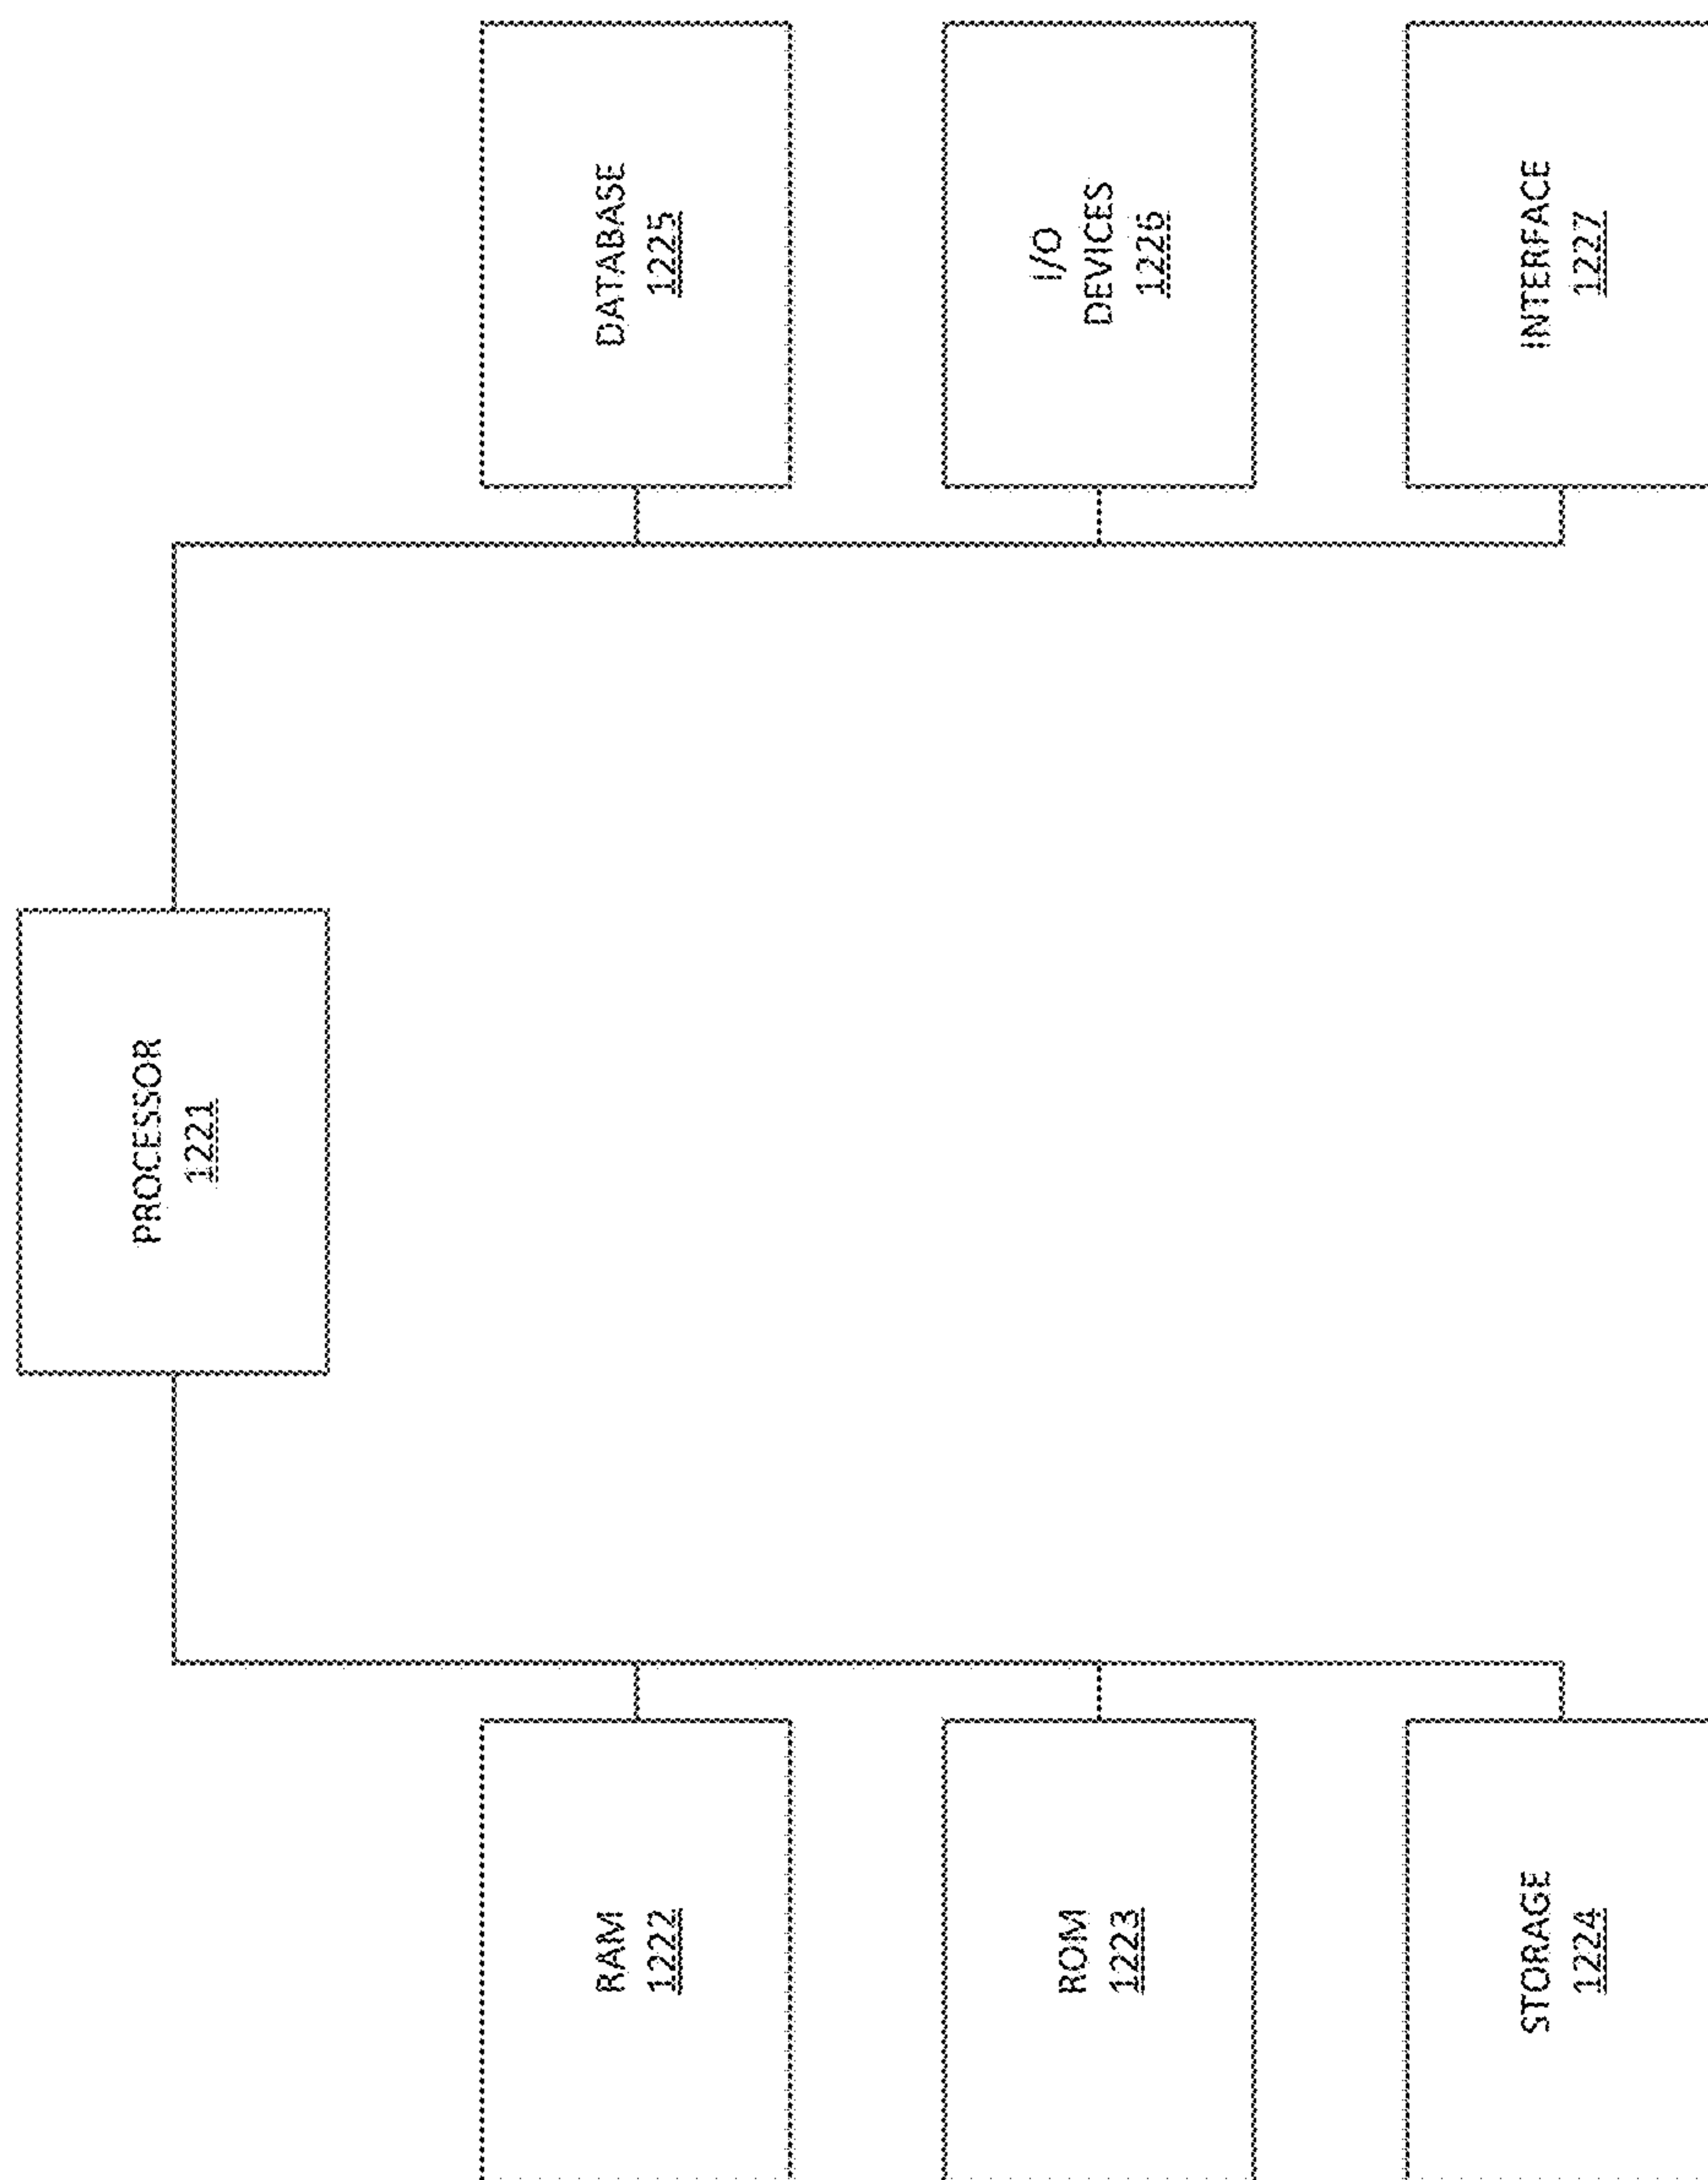 PROCESSOR
1221
RAM
1222
DATABASE
1225
ROM
1223
I/O
DEVICES
1226
STORAGE
1224
INTERFACE
1227